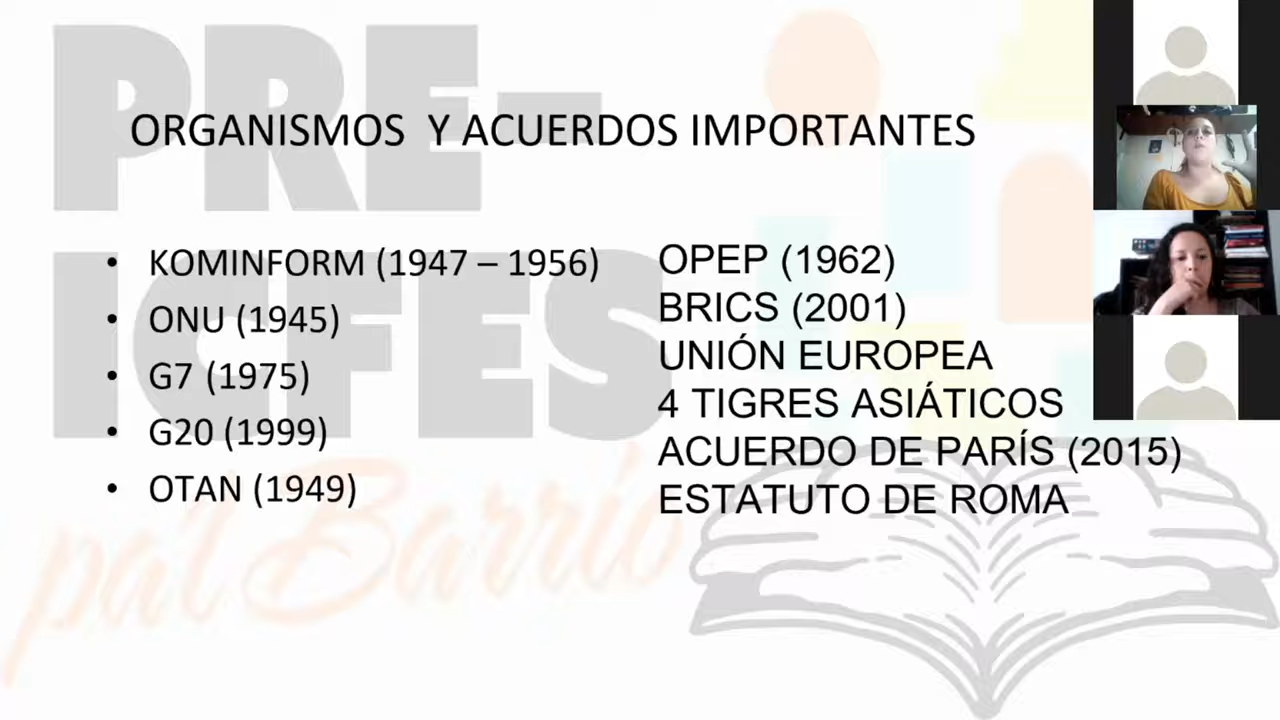 PRE-
ICFES
pal Barrio
ORGANISMOS Y ACUERDOS IMPORTANTES
• KOMINFORM (1947 – 1956)
• ONU (1945)
• G7 (1975)
• G20 (1999)
• OTAN (1949)
OPEP (1962)
BRICS (2001)
UNIÓN EUROPEA
4 TIGRES ASIÁTICOS
ACUERDO DE PARÍS (2015)
ESTATUTO DE ROMA